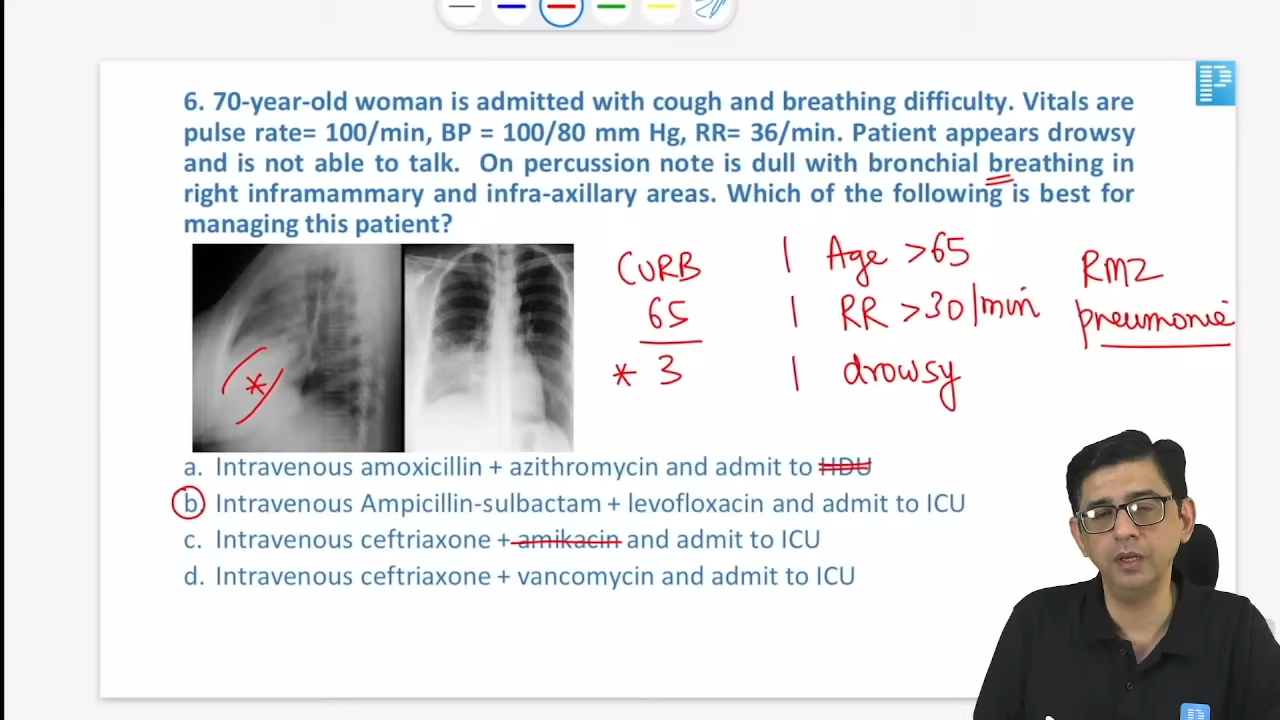 6. 70-year-old woman is admitted with cough and breathing difficulty. Vitals are
pulse rate= 100/min, BP = 100/80 mm Hg, RR= 36/min. Patient appears drowsy
and is not able to talk. On percussion note is dull with bronchial breathing in
right inframammary and infra-axillary areas. Which of the following is best for
managing this patient?
CURB
65
* 3
1 Age >65
1 RR >30/min
1 drowsy
RMZ
pneumonie
*
a. Intravenous amoxicillin + azithromycin and admit to HDU
b. Intravenous Ampicillin-sulbactam + levofloxacin and admit to ICU
c. Intravenous ceftriaxone + amikacin and admit to ICU
d. Intravenous ceftriaxone + vancomycin and admit to ICU